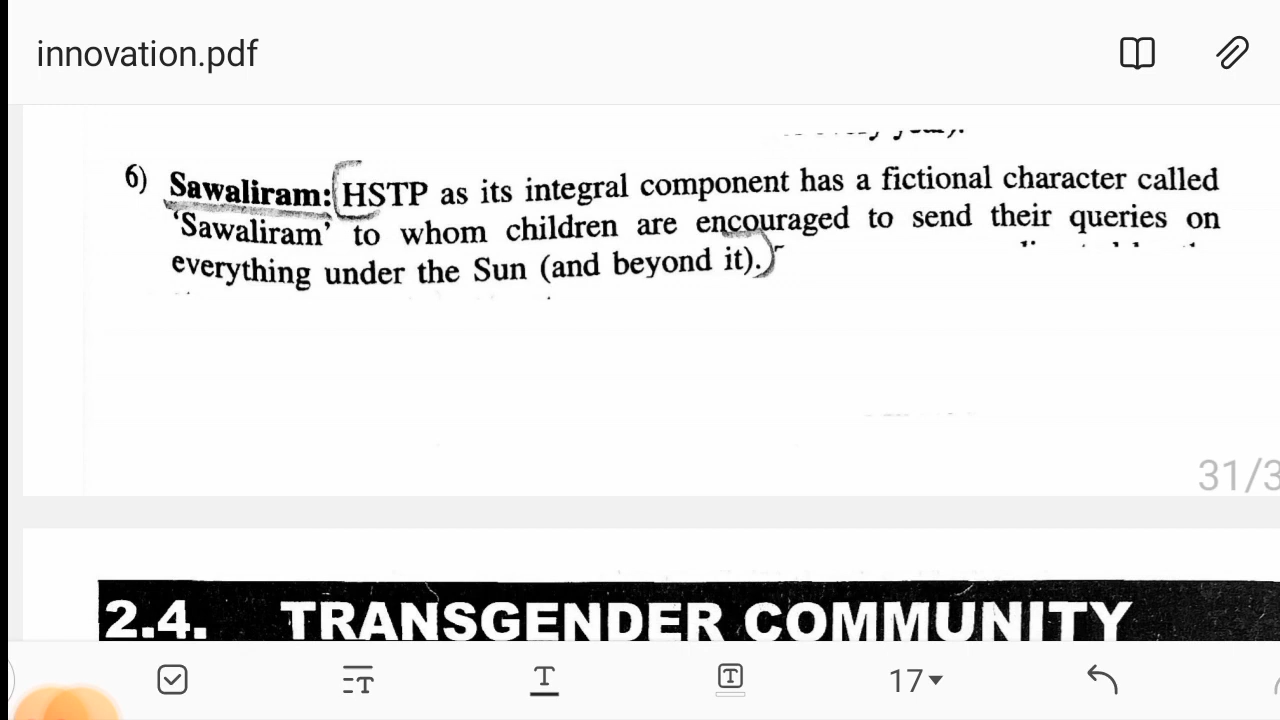 innovation.pdf
6) Sawaliram: HSTP as its integral component has a fictional character called
'Sawaliram' to whom children are encouraged to send their queries on
everything under the Sun (and beyond it).
31/3
2.4. TRANSGENDER COMMUNITY
17